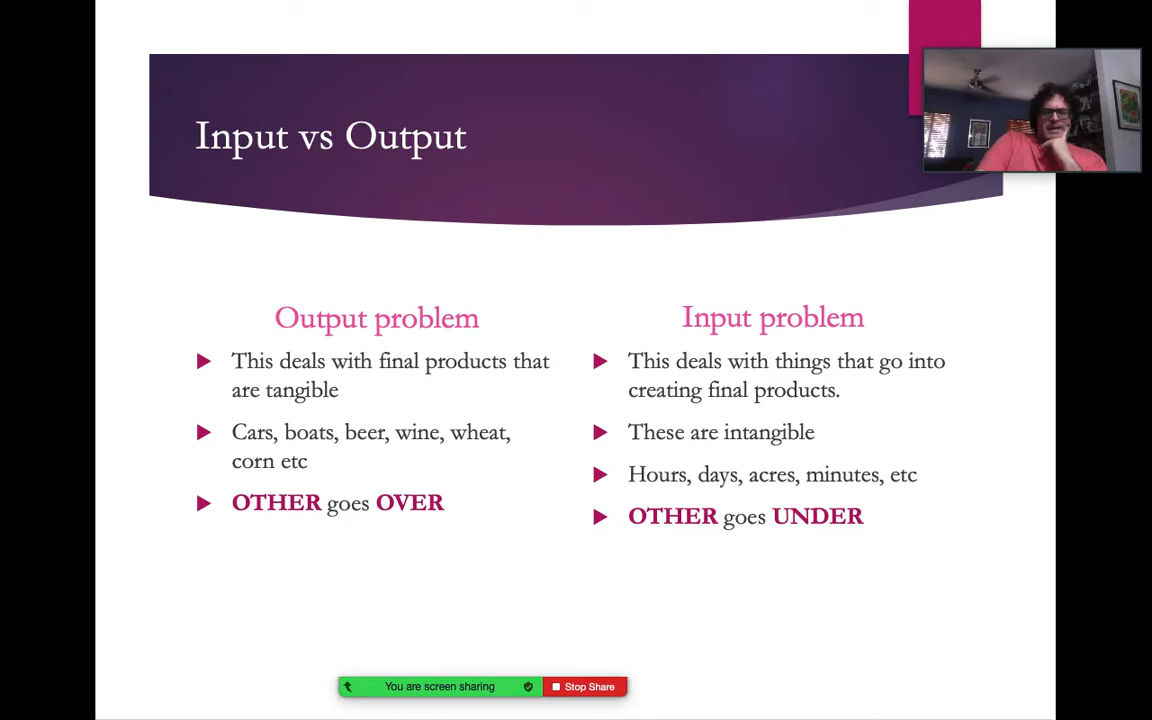 Input vs Output
Output problem
This deals with final products that
are tangible
Cars, boats, beer, wine, wheat,
corn etc
OTHER goes OVER
Input problem
This deals with things that go into
creating final products.
These are intangible
Hours, days, acres, minutes, etc
OTHER goes UNDER
You are screen sharing
Stop Share